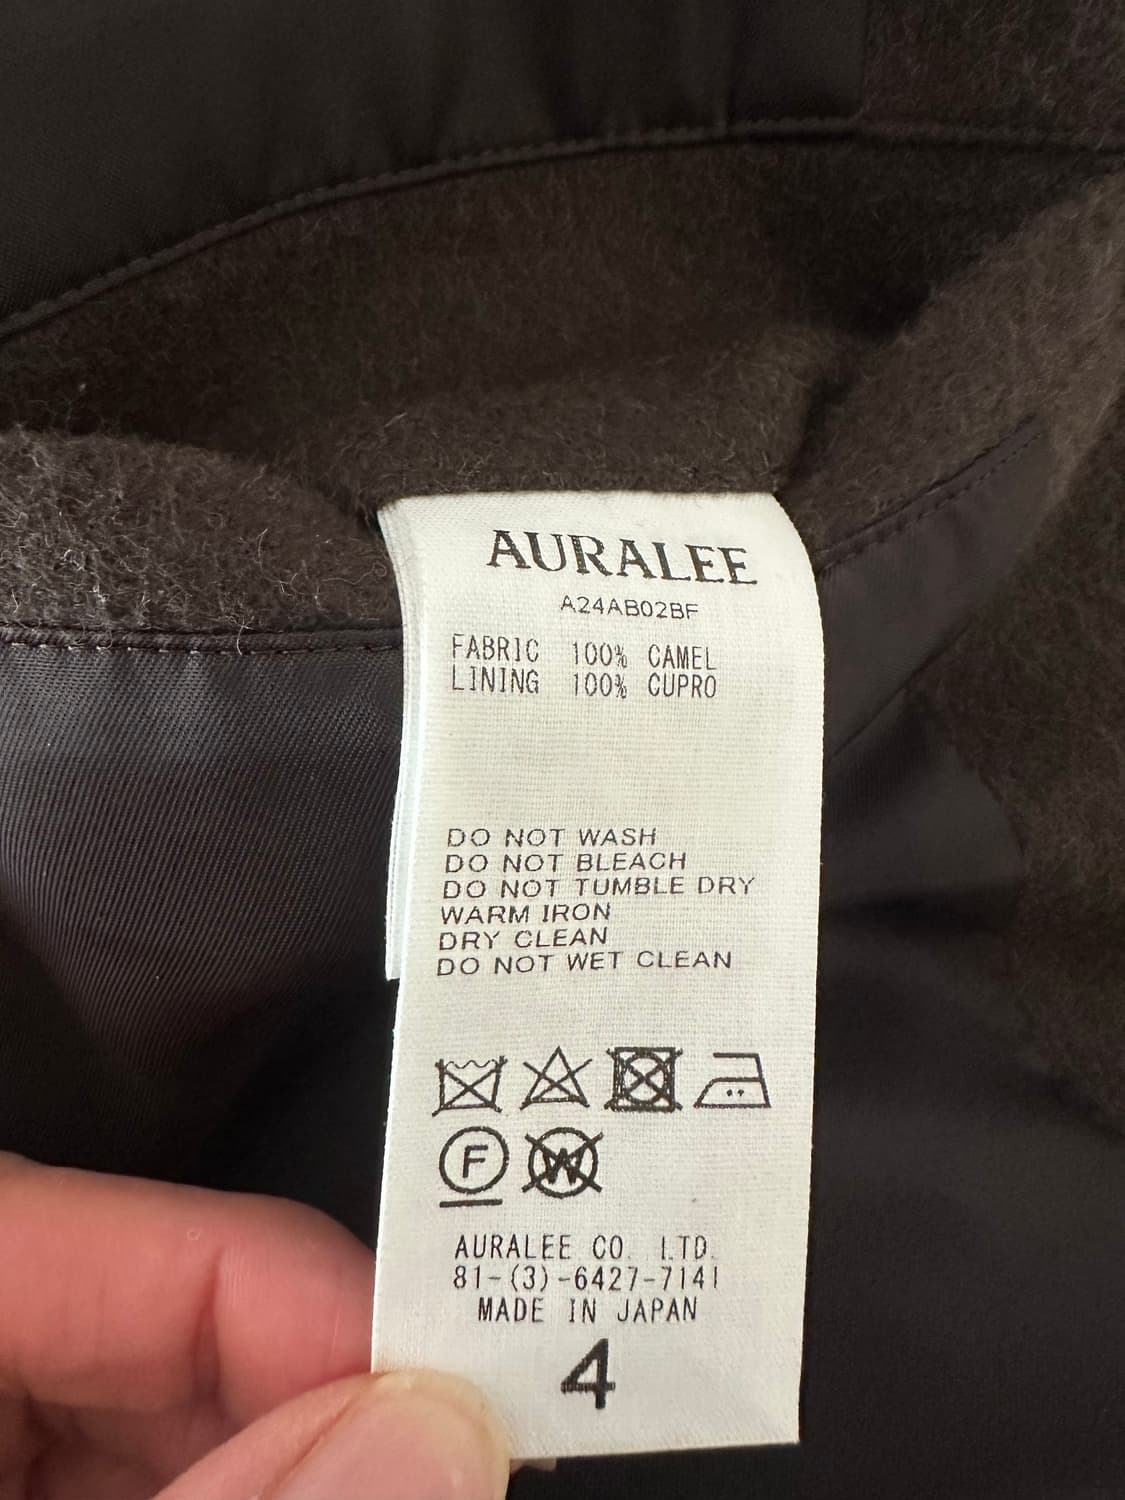 AURALEE
A24AB02BF
FABRIC 100% CAMEL
LINING 100% CUPRO
DO NOT WASH
DO NOT BLEACH
DO NOT TUMBLE DRY
WARM IRON
DRY CLEAN
DO NOT WET CLEAN
F W
AURALEE CO. LTD.
81-(3)-6427-7141
MADE IN JAPAN
4